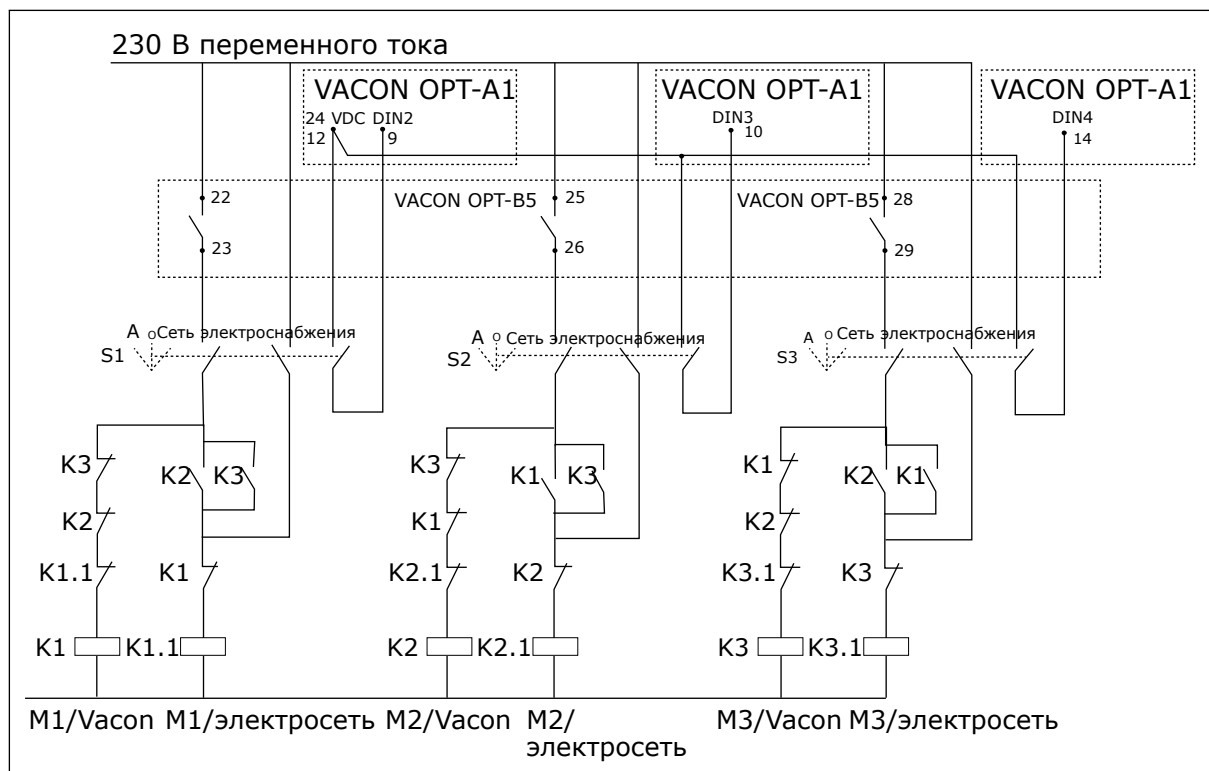 230 В переменного тока
VACON OPT-A1
VACON OPT-A1
VACON OPT-A1
24 VDC DIN2
12 9
DIN3
10
DIN4
14
22
VACON OPT-B5
25
VACON OPT-B5
28
23
26
29
A O Сеть электроснабжения
S1
A O Сеть электроснабжения
S2
A O Сеть электроснабжения
S3
K3 K2 K3
K3 K1 K3
K1 K2 K1
K2
K1
K2
K1.1 K1
K2.1 K2
K3.1 K3
K1 K1.1
K2 K2.1
K3 K3.1
M1/Vacon M1/электросеть M2/Vacon M2/
электросеть
M3/Vacon M3/электросеть